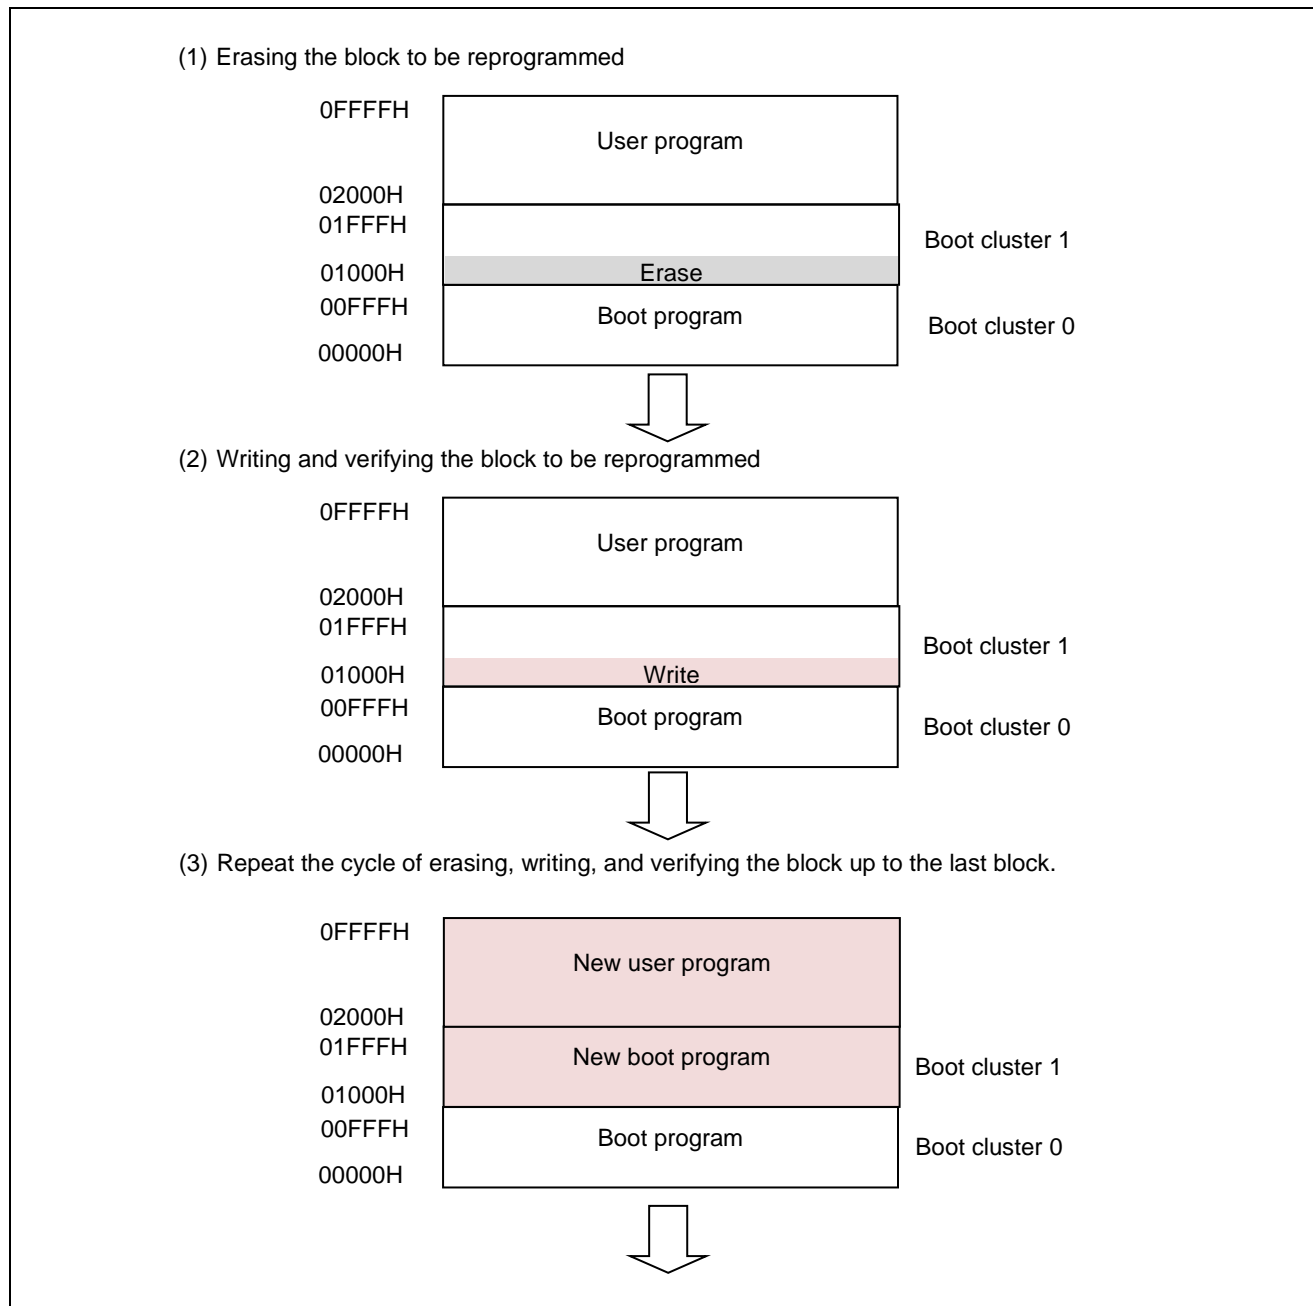 (1) Erasing the block to be reprogrammed
0FFFFH
User program
02000H
01FFFH
Boot cluster 1
01000H
Erase
00FFFH
Boot program
Boot cluster 0
00000H
(2) Writing and verifying the block to be reprogrammed
0FFFFH
User program
02000H
01FFFH
Boot cluster 1
01000H
Write
00FFFH
Boot program
Boot cluster 0
00000H
(3) Repeat the cycle of erasing, writing, and verifying the block up to the last block.
0FFFFH
New user program
02000H
01FFFH
New boot program
Boot cluster 1
01000H
00FFFH
Boot program
Boot cluster 0
00000H